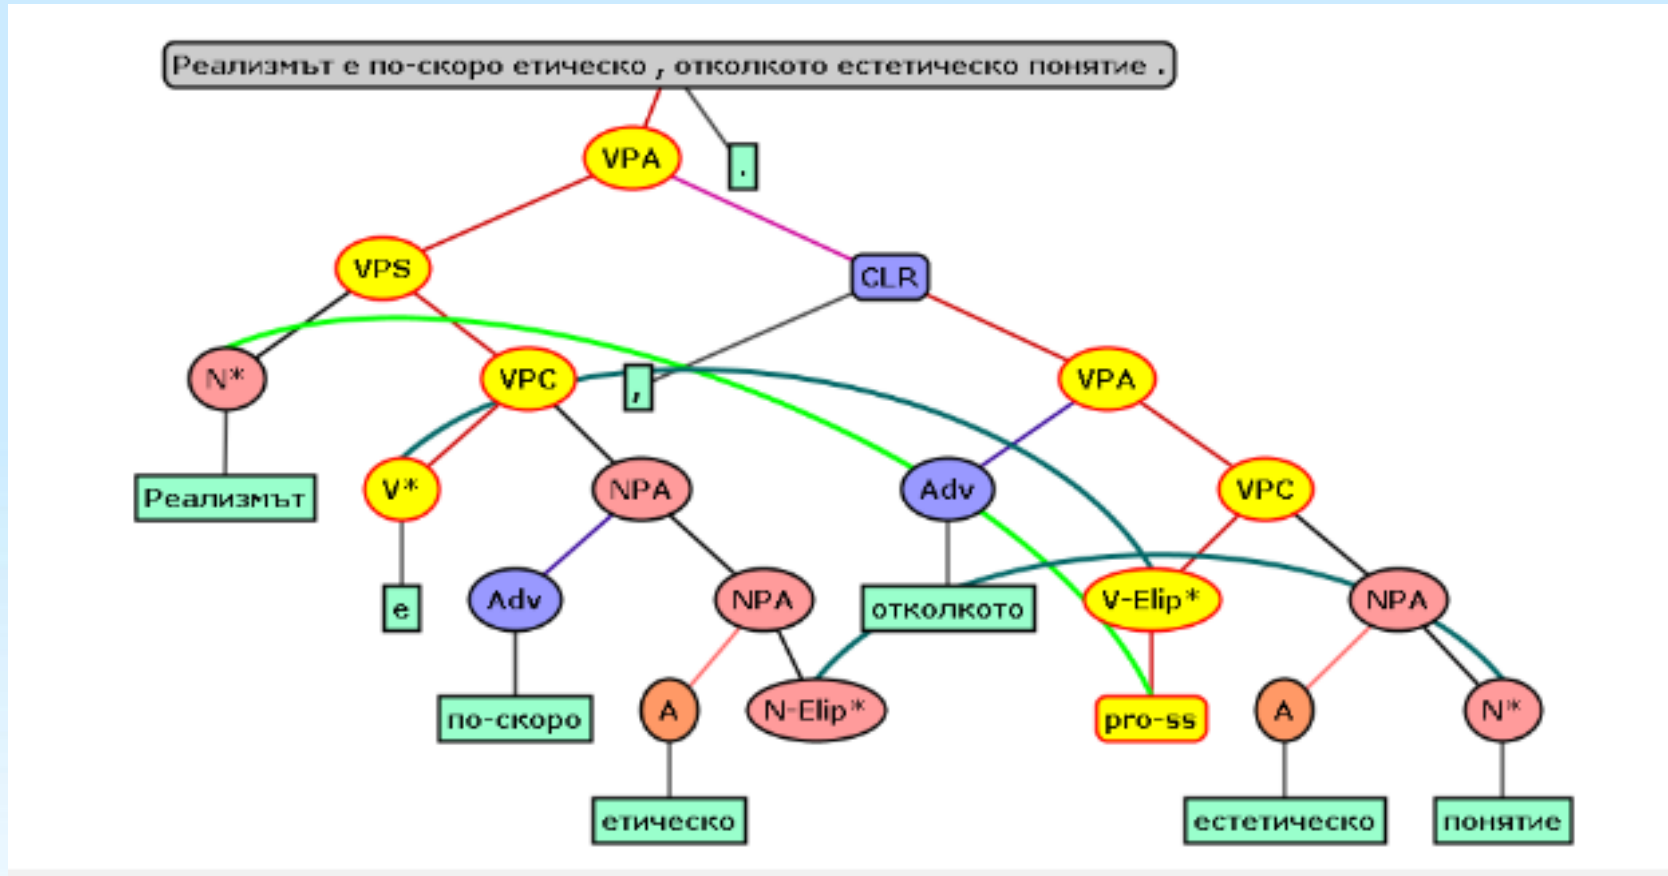 Реализмът е по-скоро етическо , отколкото естетическо понятие .
VPA
.
VPS
CLR
N*
VPC
,
VPA
Реализмът
V*
NPA
Adv
VPC
е
Adv
NPA
отколкото
V-Elip*
NPA
по-скоро
A
N-Elip*
pro-ss
A
N*
етическо
естетическо
понятие